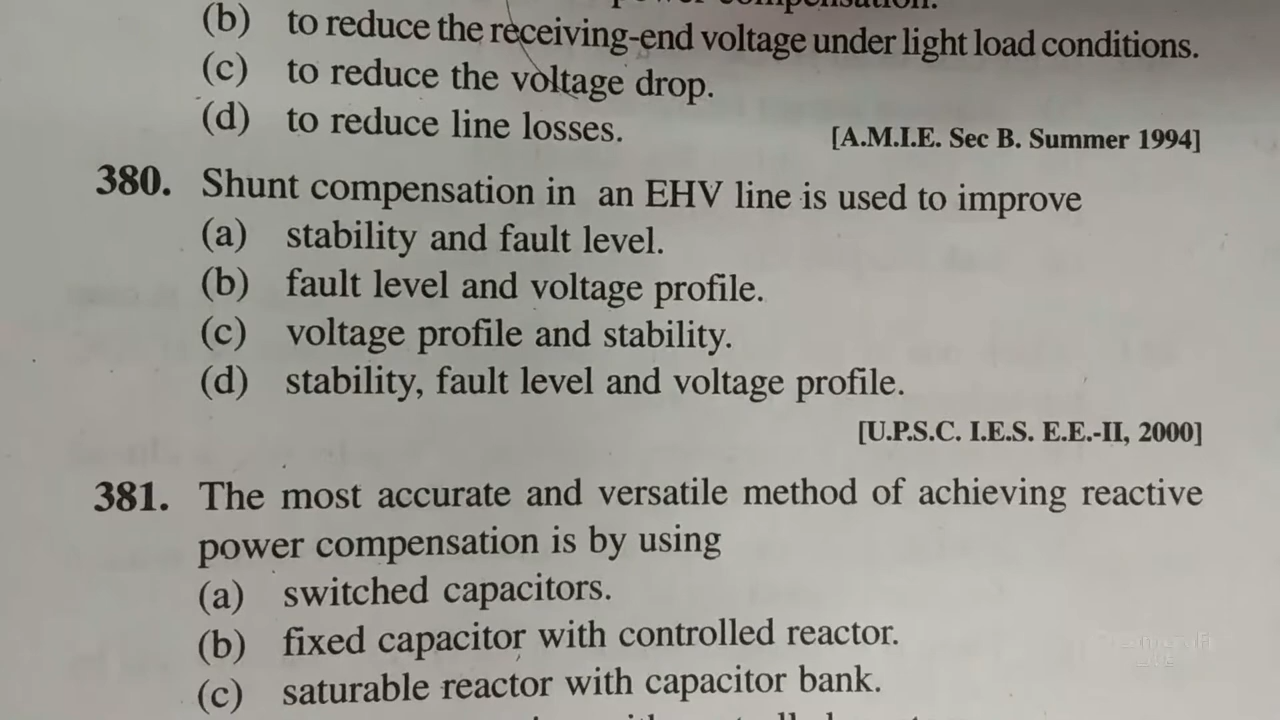 (b) to reduce the receiving-end voltage under light load conditions.
(c) to reduce the voltage drop.
(d) to reduce line losses.
[A.M.I.E. Sec B. Summer 1994]
380. Shunt compensation in an EHV line is used to improve
(a) stability and fault level.
(b) fault level and voltage profile.
(c) voltage profile and stability.
(d) stability, fault level and voltage profile.
[U.P.S.C. I.E.S. E.E.-II, 2000]
381. The most accurate and versatile method of achieving reactive
power compensation is by using
(a) switched capacitors.
(b) fixed capacitor with controlled reactor.
(c) saturable reactor with capacitor bank.